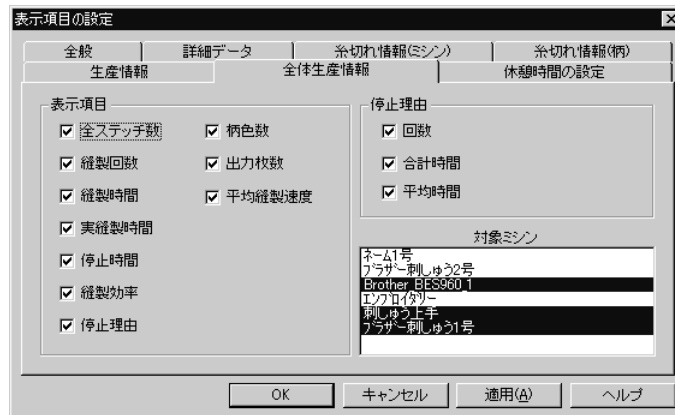 表示項目の設定
全般
詳細データ
糸切れ情報(ミシン)
糸切れ情報(柄)
生産情報
全体生産情報
休憩時間の設定
表示項目
全ステッチ数
柄色数
縫製回数
出力枚数
縫製時間
平均縫製速度
実縫製時間
停止時間
縫製効率
停止理由
停止理由
回数
合計時間
平均時間
対象ミシン
ネーム1号
ブラザー刺しゅう2号
Brother_BES960_1
エンブロイダリー
刺しゅう上手
ブラザー刺しゅう1号
OK
キャンセル
適用(A)
ヘルプ